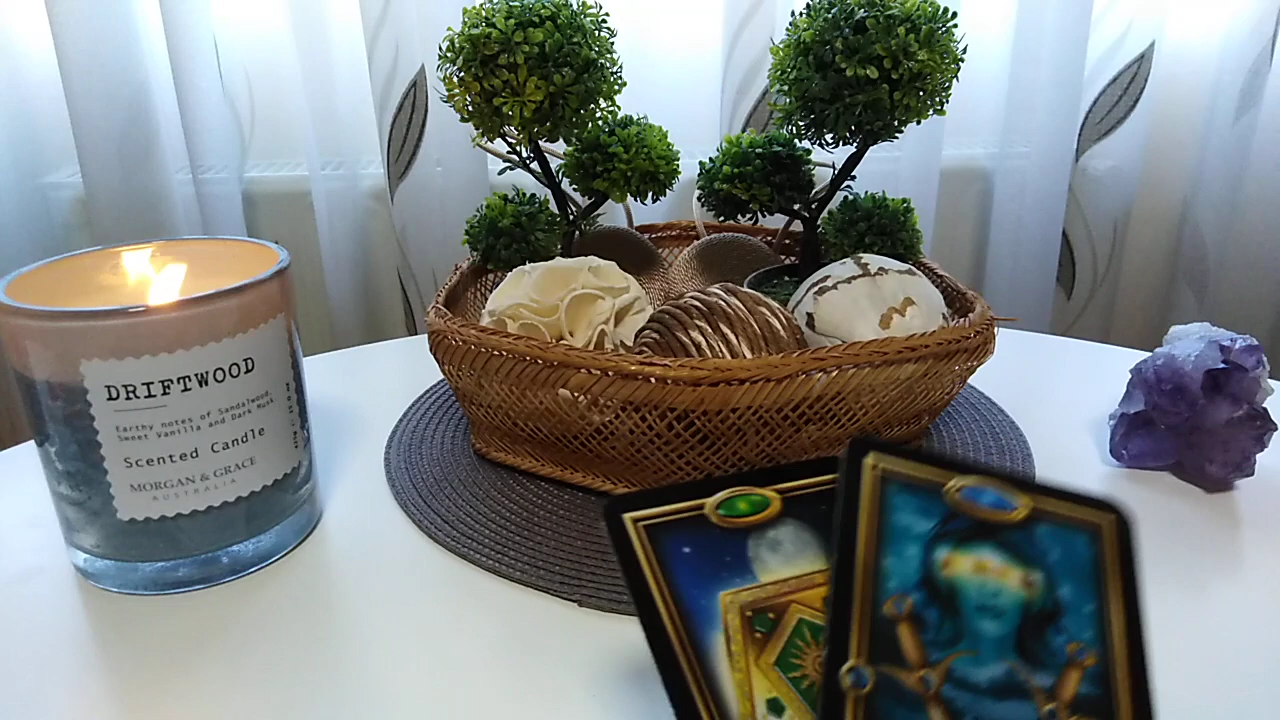 DRIFTWOOD
Earthy notes of Sandalwood,
Sweet Vanilla and Dark Musk
Scented Candle
MORGAN & GRACE
AUSTRALIA